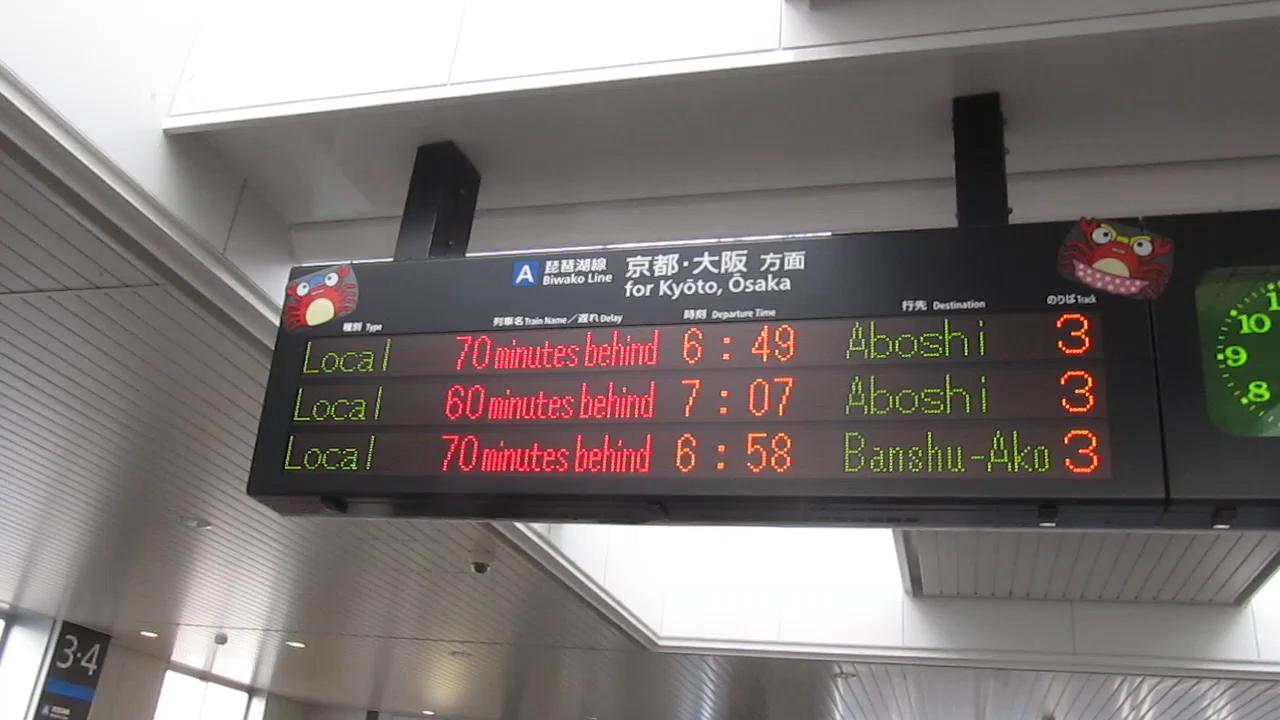 A 琵琶湖線 京都・大阪 方面
Biwako Line for Kyōto, Ōsaka
種別 Type 列車名 Train Name／遅れ Delay 時刻 Departure Time 行先 Destination のりば Track
Local 70 minutes behind 6:49 Aboshi 3
Local 60 minutes behind 7:07 Aboshi 3
Local 70 minutes behind 6:58 Banshu-Ako 3
10
9
8
3·4
A